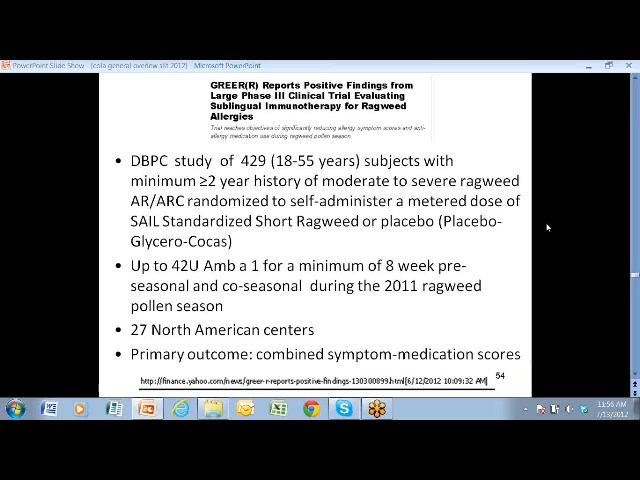 PowerPoint Slide Show - (cola general overiew slit 2012) - Microsoft PowerPoint
GREER(R) Reports Positive Findings from
Large Phase III Clinical Trial Evaluating
Sublingual Immunotherapy for Ragweed
Allergies
Trial reaches objectives of significantly reducing allergy symptom scores and anti-
allergy medication use during ragweed pollen season
• DBPC study of 429 (18-55 years) subjects with
minimum ≥2 year history of moderate to severe ragweed
AR/ARC randomized to self-administer a metered dose of
SAIL Standardized Short Ragweed or placebo (Placebo-
Glycero-Cocas)
• Up to 42U Amb a 1 for a minimum of 8 week pre-
seasonal and co-seasonal during the 2011 ragweed
pollen season
• 27 North American centers
• Primary outcome: combined symptom-medication scores
http://finance.yahoo.com/news/greer-r-reports-positive-findings-130300899.html[6/12/2012 10:09:32 AM]
54
11:56 AM
7/13/2012